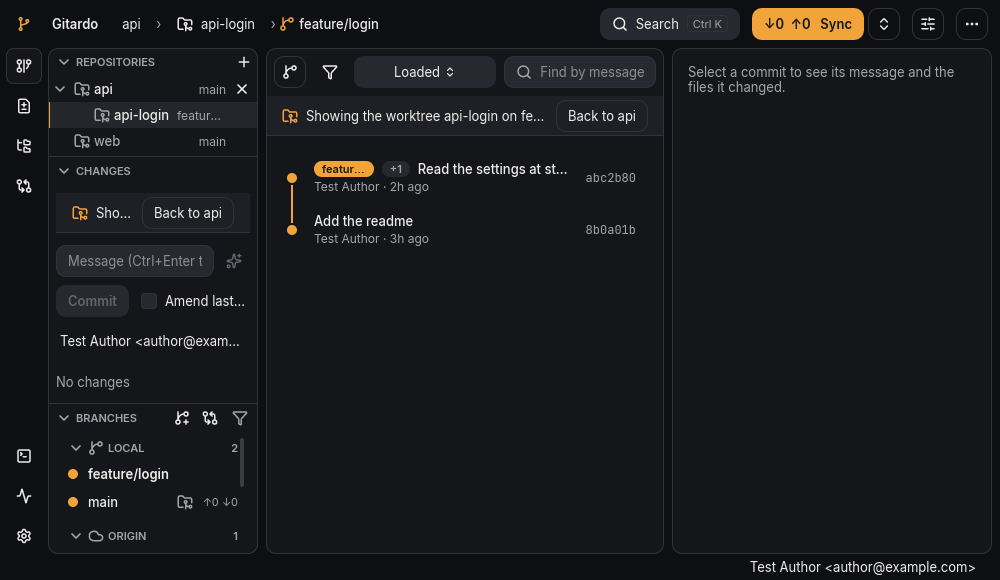 Gitardo api › api-login › feature/login Search Ctrl K ↓0 ↑0 Sync
REPOSITORIES
api main
api-login featur...
web main
CHANGES
Sho... Back to api
Message (Ctrl+Enter t
Commit Amend last...
Test Author <author@exam...
No changes
BRANCHES
LOCAL 2
feature/login
main ↑0 ↓0
ORIGIN 1
Loaded Find by message
Showing the worktree api-login on fe... Back to api
featur... +1 Read the settings at st... abc2b80
Test Author · 2h ago
Add the readme 8b0a01b
Test Author · 3h ago
Select a commit to see its message and the
files it changed.
Test Author <author@example.com>